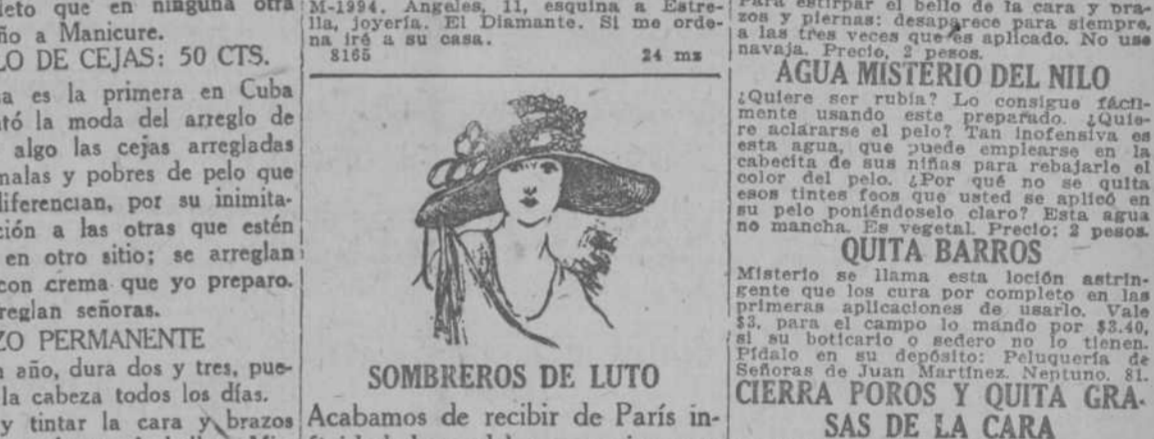 que en ninguna otra
a Manicure.
DE CEJAS: 50 CTS.
es la primera en Cuba
la moda del arreglo de
algo las cejas arregladas
malas y pobres de pelo que
diferencian, por su inimita-
a las otras que estén
en otro sitio; se arreglan
con crema que yo preparo.
señoras.
PERMANENTE
año, dura dos y tres, pue-
la cabeza todos los días.
y tintar la cara y brazos
M-1994. Angeles, 11, esquina a Estre-
lla, joyería. El Diamante. Si me orde-
na iré a su casa.
8165 24 mz
SOMBREROS DE LUTO
Acabamos de recibir de París in-
Para estirpar el bello de la cara y bra-
zos y piernas: desaparece para siempre,
a las tres veces que es aplicado. No use
navaja. Precio, 2 pesos.
AGUA MISTERIO DEL NILO
¿Quiere ser rubia? Lo consigue fácil-
mente usando este preparado. ¿Quie-
re aclararse el pelo? Tan inofensiva es
esta agua, que puede emplearse en la
cabecita de sus niñas para rebajarle el
color del pelo. ¿Por qué no se quita
esos tintes feos que usted se aplicó en
su pelo poniéndoselo claro? Esta agua
no mancha. Es vegetal. Precio: 2 pesos.
QUITA BARROS
Misterio se llama esta loción astrin-
gente que los cura por completo en las
primeras aplicaciones de usarlo. Vale
$3, para el campo lo mando por $3.40,
si su boticario o sedero no lo tienen.
Pídalo en su depósito: Peluquería de
Señoras de Juan Martínez. Neptuno, 81.
CIERRA POROS Y QUITA GRA-
SAS DE LA CARA